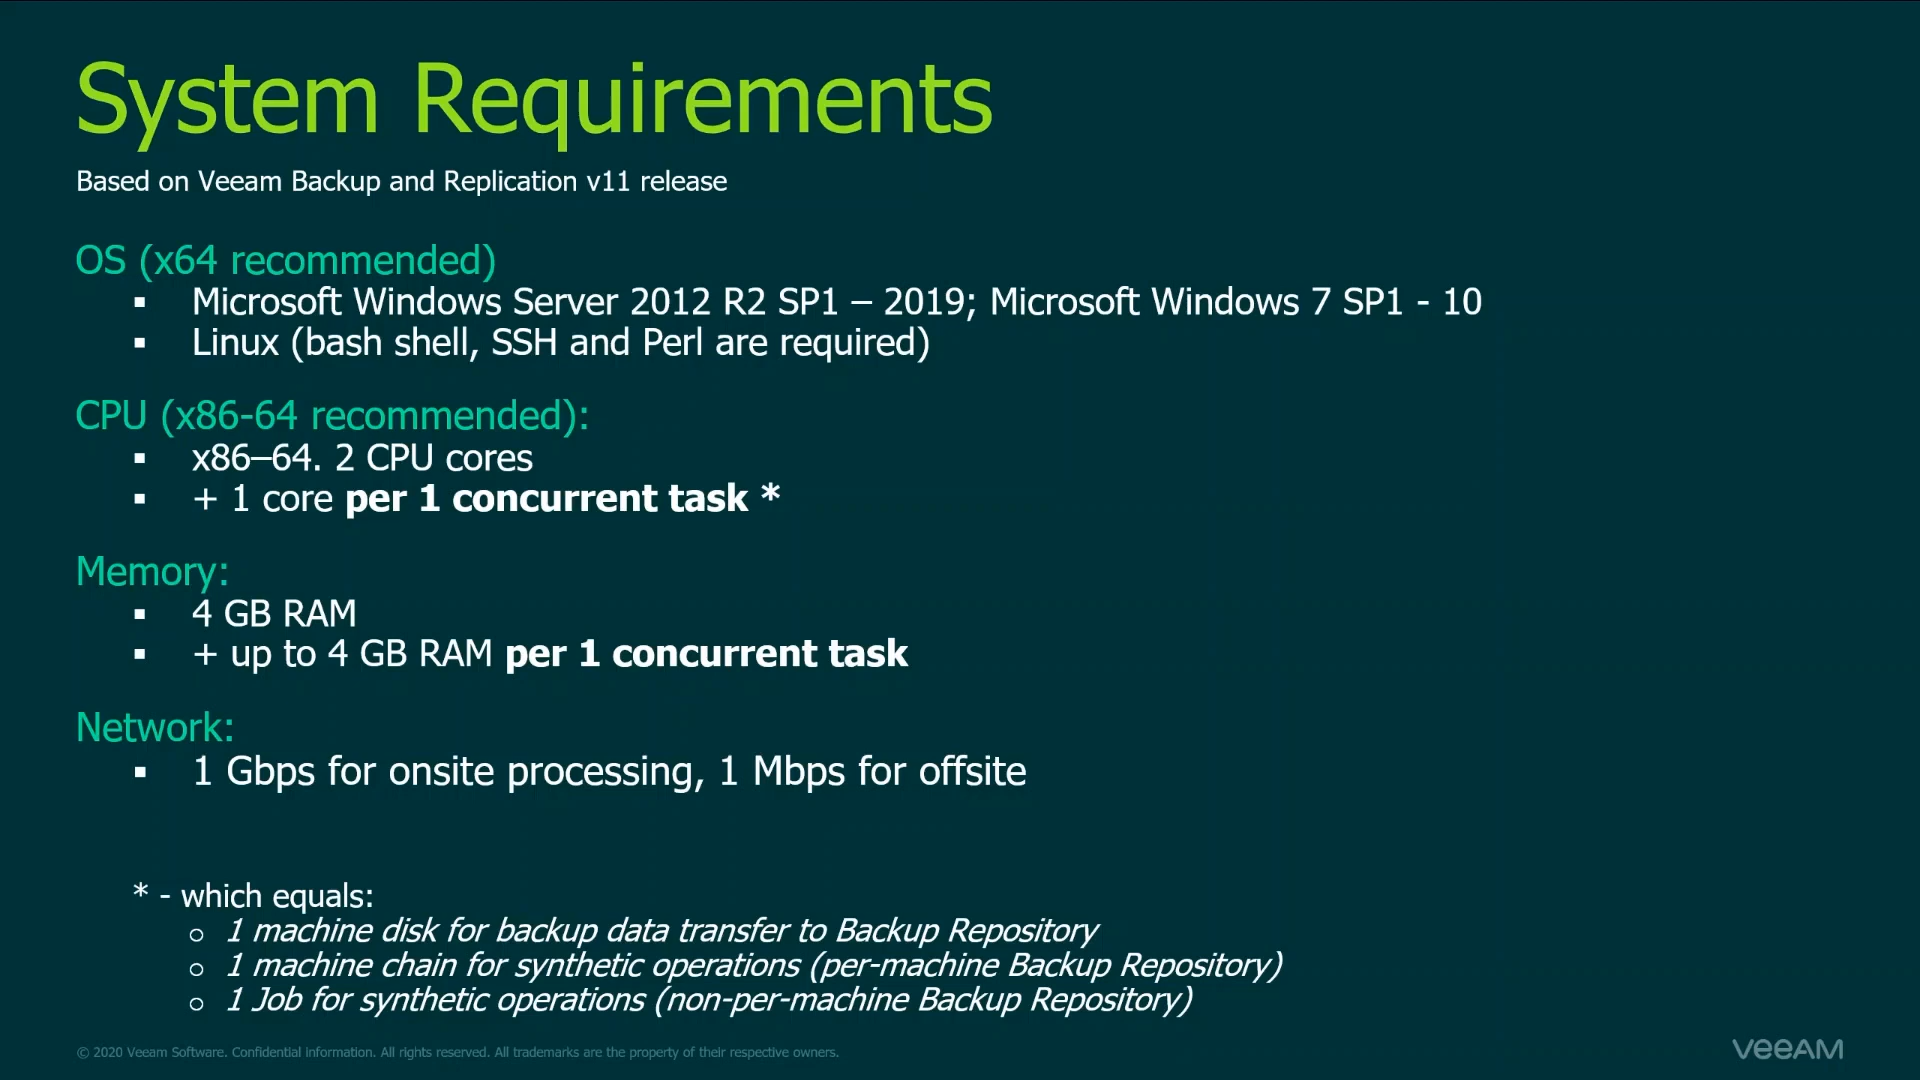 System Requirements
Based on Veeam Backup and Replication v11 release
OS (x64 recommended)
▪ Microsoft Windows Server 2012 R2 SP1 – 2019; Microsoft Windows 7 SP1 - 10
▪ Linux (bash shell, SSH and Perl are required)
CPU (x86-64 recommended):
▪ x86–64. 2 CPU cores
▪ + 1 core per 1 concurrent task *
Memory:
▪ 4 GB RAM
▪ + up to 4 GB RAM per 1 concurrent task
Network:
▪ 1 Gbps for onsite processing, 1 Mbps for offsite
* - which equals:
o 1 machine disk for backup data transfer to Backup Repository
o 1 machine chain for synthetic operations (per-machine Backup Repository)
o 1 Job for synthetic operations (non-per-machine Backup Repository)
© 2020 Veeam Software. Confidential information. All rights reserved. All trademarks are the property of their respective owners.
VEEAM